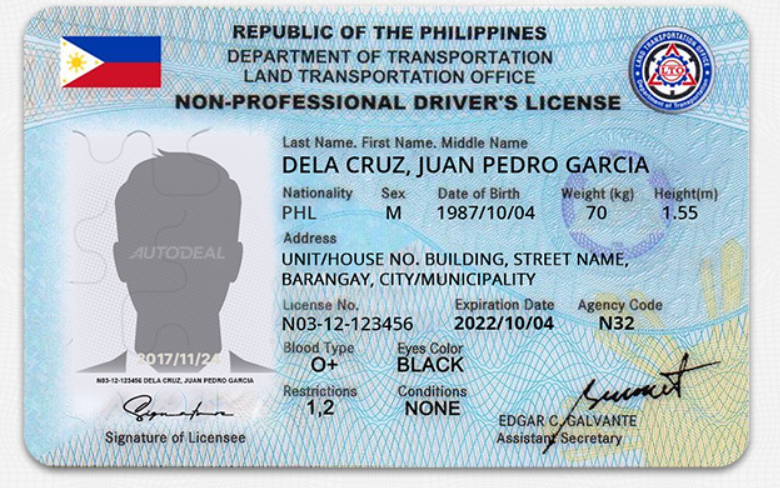 REPUBLIC OF THE PHILIPPINES
DEPARTMENT OF TRANSPORTATION
LAND TRANSPORTATION OFFICE
NON-PROFESSIONAL DRIVER'S LICENSE
LAND TRANSPORTATION OFFICE
LTO
Department of Transportation
Last Name. First Name. Middle Name
DELA CRUZ, JUAN PEDRO GARCIA
Nationality Sex Date of Birth Weight (kg) Height(m)
PHL M 1987/10/04 70 1.55
Address
UNIT/HOUSE NO. BUILDING, STREET NAME,
BARANGAY, CITY/MUNICIPALITY
License No. Expiration Date Agency Code
N03-12-123456 2022/10/04 N32
Blood Type Eyes Color
O+ BLACK
Restrictions Conditions
1,2 NONE
AUTODEAL
2017/11/24
N03-12-123456 DELA CRUZ, JUAN PEDRO GARCIA
Signature
Signature of Licensee
EDGAR C. GALVANTE
Assistant Secretary